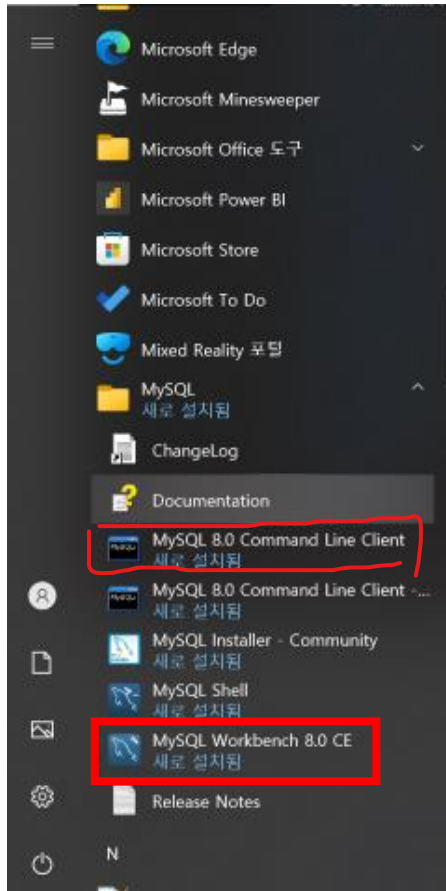 Microsoft Edge
Microsoft Minesweeper
Microsoft Office 도구
Microsoft Power BI
Microsoft Store
Microsoft To Do
Mixed Reality 포털
MySQL
새로 설치됨
ChangeLog
Documentation
MySQL 8.0 Command Line Client
새로 설치됨
MySQL 8.0 Command Line Client -...
새로 설치됨
MySQL Installer - Community
새로 설치됨
MySQL Shell
새로 설치됨
MySQL Workbench 8.0 CE
새로 설치됨
Release Notes
N